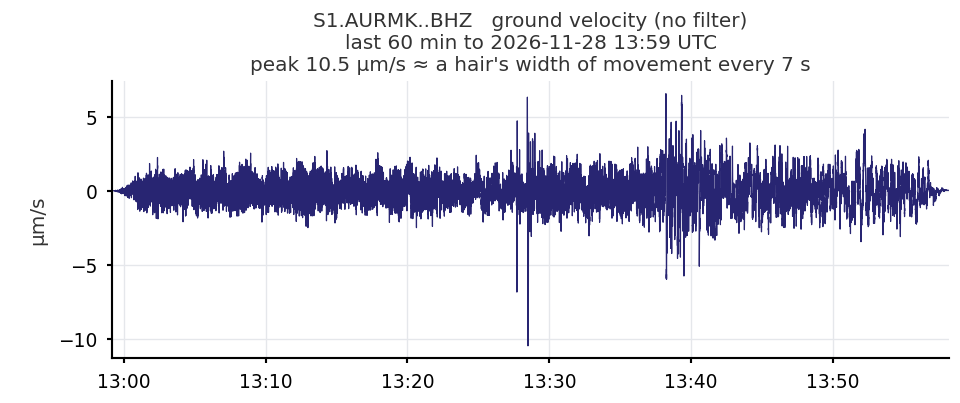 S1.AURMK..BHZ   ground velocity (no filter)
last 60 min to 2026-11-28 13:59 UTC
peak 10.5 µm/s ≈ a hair's width of movement every 7 s
5
0
−5
−10
µm/s
13:00
13:10
13:20
13:30
13:40
13:50